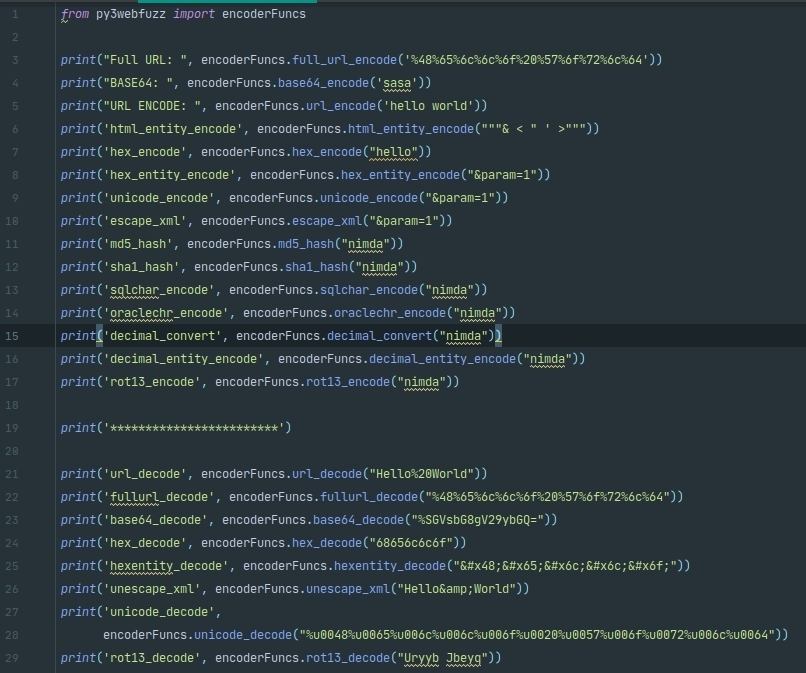 1 from py3webfuzz import encoderFuncs
2
3 print("Full URL: ", encoderFuncs.full_url_encode('%48%65%6c%6c%6f%20%57%6f%72%6c%64'))
4 print("BASE64: ", encoderFuncs.base64_encode('sasa'))
5 print("URL ENCODE: ", encoderFuncs.url_encode('hello world'))
6 print('html_entity_encode', encoderFuncs.html_entity_encode("""& < " ' >"""))
7 print('hex_encode', encoderFuncs.hex_encode("hello"))
8 print('hex_entity_encode', encoderFuncs.hex_entity_encode("&param=1"))
9 print('unicode_encode', encoderFuncs.unicode_encode("&param=1"))
10 print('escape_xml', encoderFuncs.escape_xml("&param=1"))
11 print('md5_hash', encoderFuncs.md5_hash("nimda"))
12 print('sha1_hash', encoderFuncs.sha1_hash("nimda"))
13 print('sqlchar_encode', encoderFuncs.sqlchar_encode("nimda"))
14 print('oraclechr_encode', encoderFuncs.oraclechr_encode("nimda"))
15 print('decimal_convert', encoderFuncs.decimal_convert("nimda"))
16 print('decimal_entity_encode', encoderFuncs.decimal_entity_encode("nimda"))
17 print('rot13_encode', encoderFuncs.rot13_encode("nimda"))
18
19 print('************************')
20
21 print('url_decode', encoderFuncs.url_decode("Hello%20World"))
22 print('fullurl_decode', encoderFuncs.fullurl_decode("%48%65%6c%6c%6f%20%57%6f%72%6c%64"))
23 print('base64_decode', encoderFuncs.base64_decode("%SGVsbG8gV29ybGQ="))
24 print('hex_decode', encoderFuncs.hex_decode("68656c6c6f"))
25 print('hexentity_decode', encoderFuncs.hexentity_decode("&#x48;&#x65;&#x6c;&#x6c;&#x6f;"))
26 print('unescape_xml', encoderFuncs.unescape_xml("Hello&amp;World"))
27 print('unicode_decode',
28 encoderFuncs.unicode_decode("%u0048%u0065%u006c%u006c%u006f%u0020%u0057%u006f%u0072%u006c%u0064"))
29 print('rot13_decode', encoderFuncs.rot13_decode("Uryyb Jbeyq"))